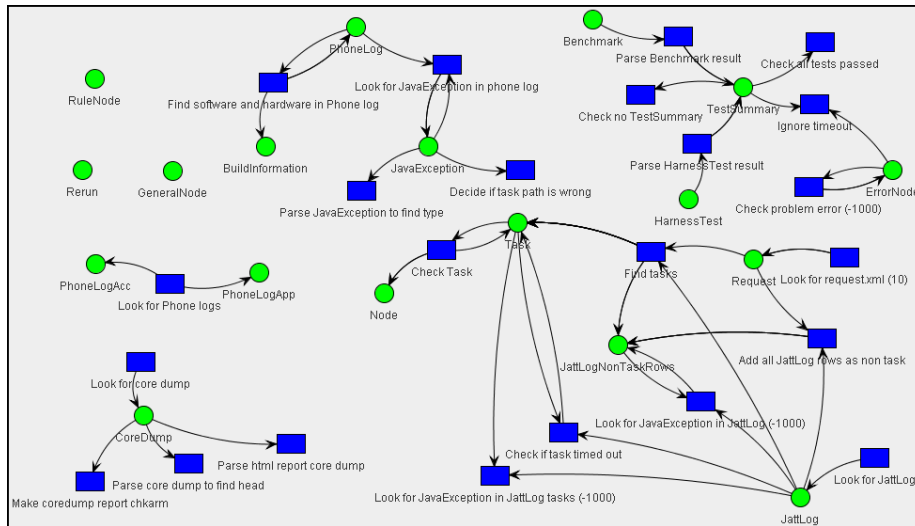 Benchmark
PhoneLog
Parse Benchmark result
Check all tests passed
RuleNode
Look for JavaException in phone log
Find software and hardware in Phone log
TestSummary
Check no TestSummary
Ignore timeout
BuildInformation
JavaException
Parse HarnessTest result
Rerun
GeneralNode
Decide if task path is wrong
ErrorNode
Parse JavaException to find type
Check problem error (-1000)
HarnessTest
Task
Check Task
Find tasks
Request
Look for request.xml (10)
PhoneLogAcc
PhoneLogApp
Look for Phone logs
Node
JattLogNonTaskRows
Add all JattLog rows as non task
Look for core dump
Look for JavaException in JattLog (-1000)
CoreDump
Check if task timed out
Parse html report core dump
Look for JattLog
Parse core dump to find head
Look for JavaException in JattLog tasks (-1000)
Make coredump report chkarm
JattLog